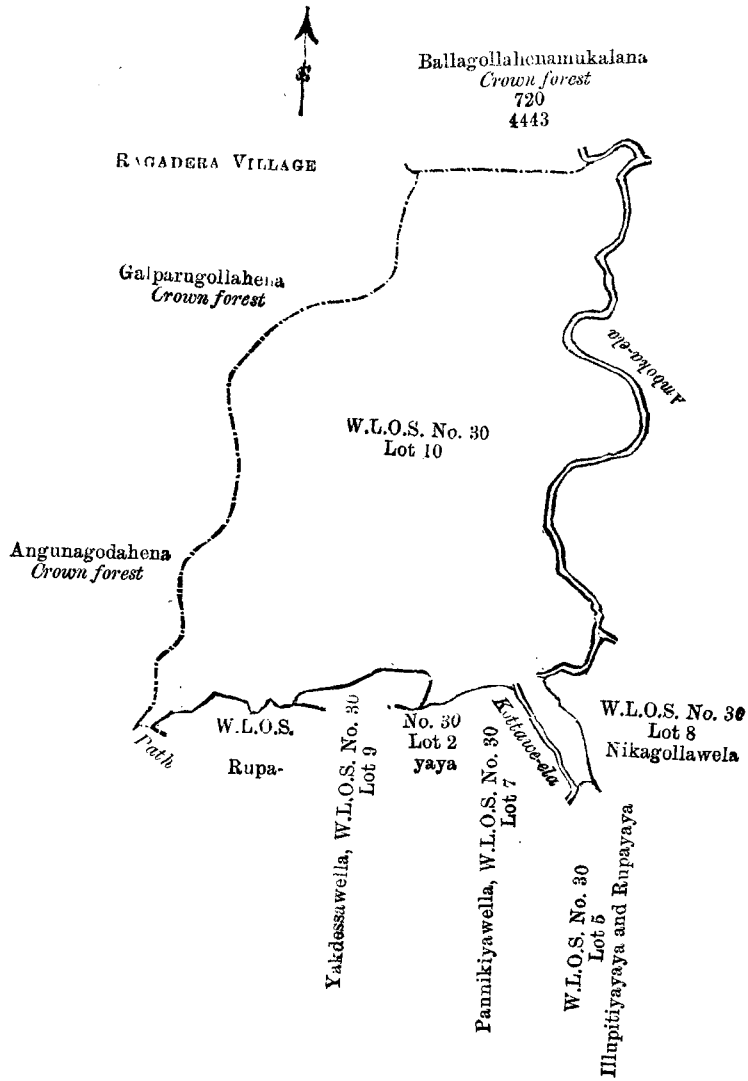 Ballagollahenamukalana
Crown forest
720
4443
RAGADERA VILLAGE
Galparugollahena
Crown forest
Amboka-ela
W.L.O.S. No. 30
Lot 10
Angunagodahena
Crown forest
Path
W.L.O.S.
Rupa-
Yakdessawella, W.L.O.S. No. 30
Lot 9
No. 30
Lot 2
yaya
Pannikiyawella, W.L.O.S. No. 30
Lot 7
Kottawe-ela
W.L.O.S. No. 30
Lot 8
Nikagollawela
W.L.O.S. No. 30
Lot 5
Illupitiyayaya and Rupayaya